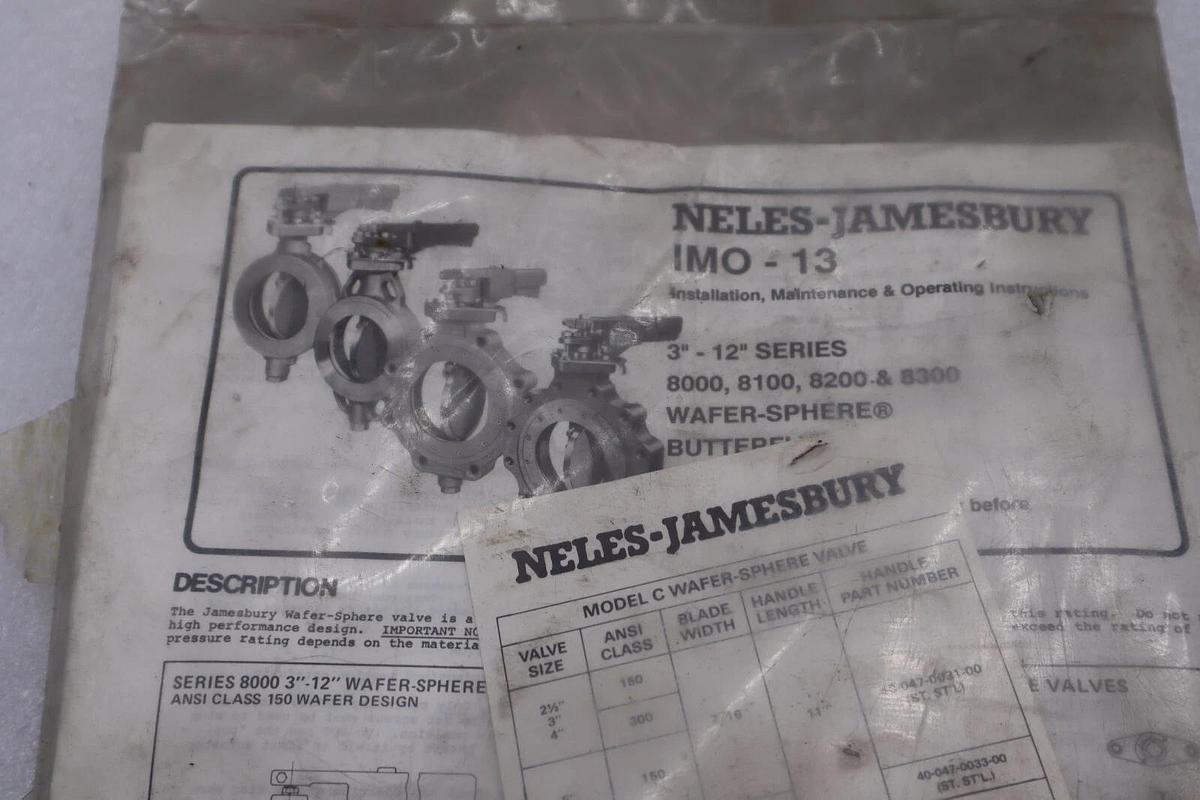 NELES-JAMESBURY
IMO - 13
Installation, Maintenance & Operating Instructions
3" - 12" SERIES
8000, 8100, 8200 & 8300
WAFER-SPHERE®
before
DESCRIPTION
The Jamesbury Wafer-Sphere valve is a
high performance design. IMPORTANT
pressure rating depends on the
this rating. Do not
exceed the rating of
SERIES 8000 3"-12" WAFER-SPHERE
ANSI CLASS 150 WAFER DESIGN
VALVES
NELES-JAMESBURY
MODEL C WAFER-SPHERE VALVE
VALVE SIZE
ANSI CLASS
BLADE WIDTH
HANDLE LENGTH
HANDLE PART NUMBER
2½"
3"
4"
150
300
11"
(ST. ST'L)
150
40-047-0033-00
(ST. ST'L.)